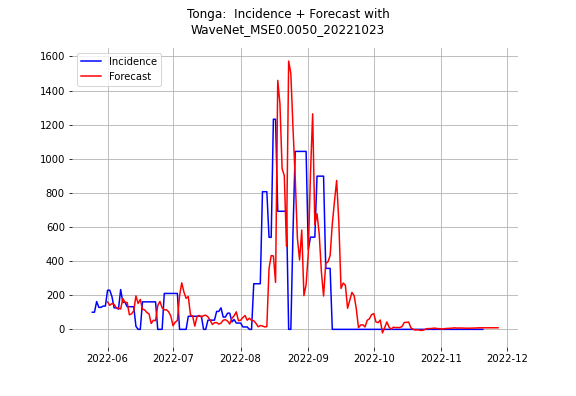 Tonga:  Incidence + Forecast with
WaveNet_MSE0.0050_20221023
Incidence
Forecast
1600
1400
1200
1000
800
600
400
200
0
2022-06 2022-07 2022-08 2022-09 2022-10 2022-11 2022-12